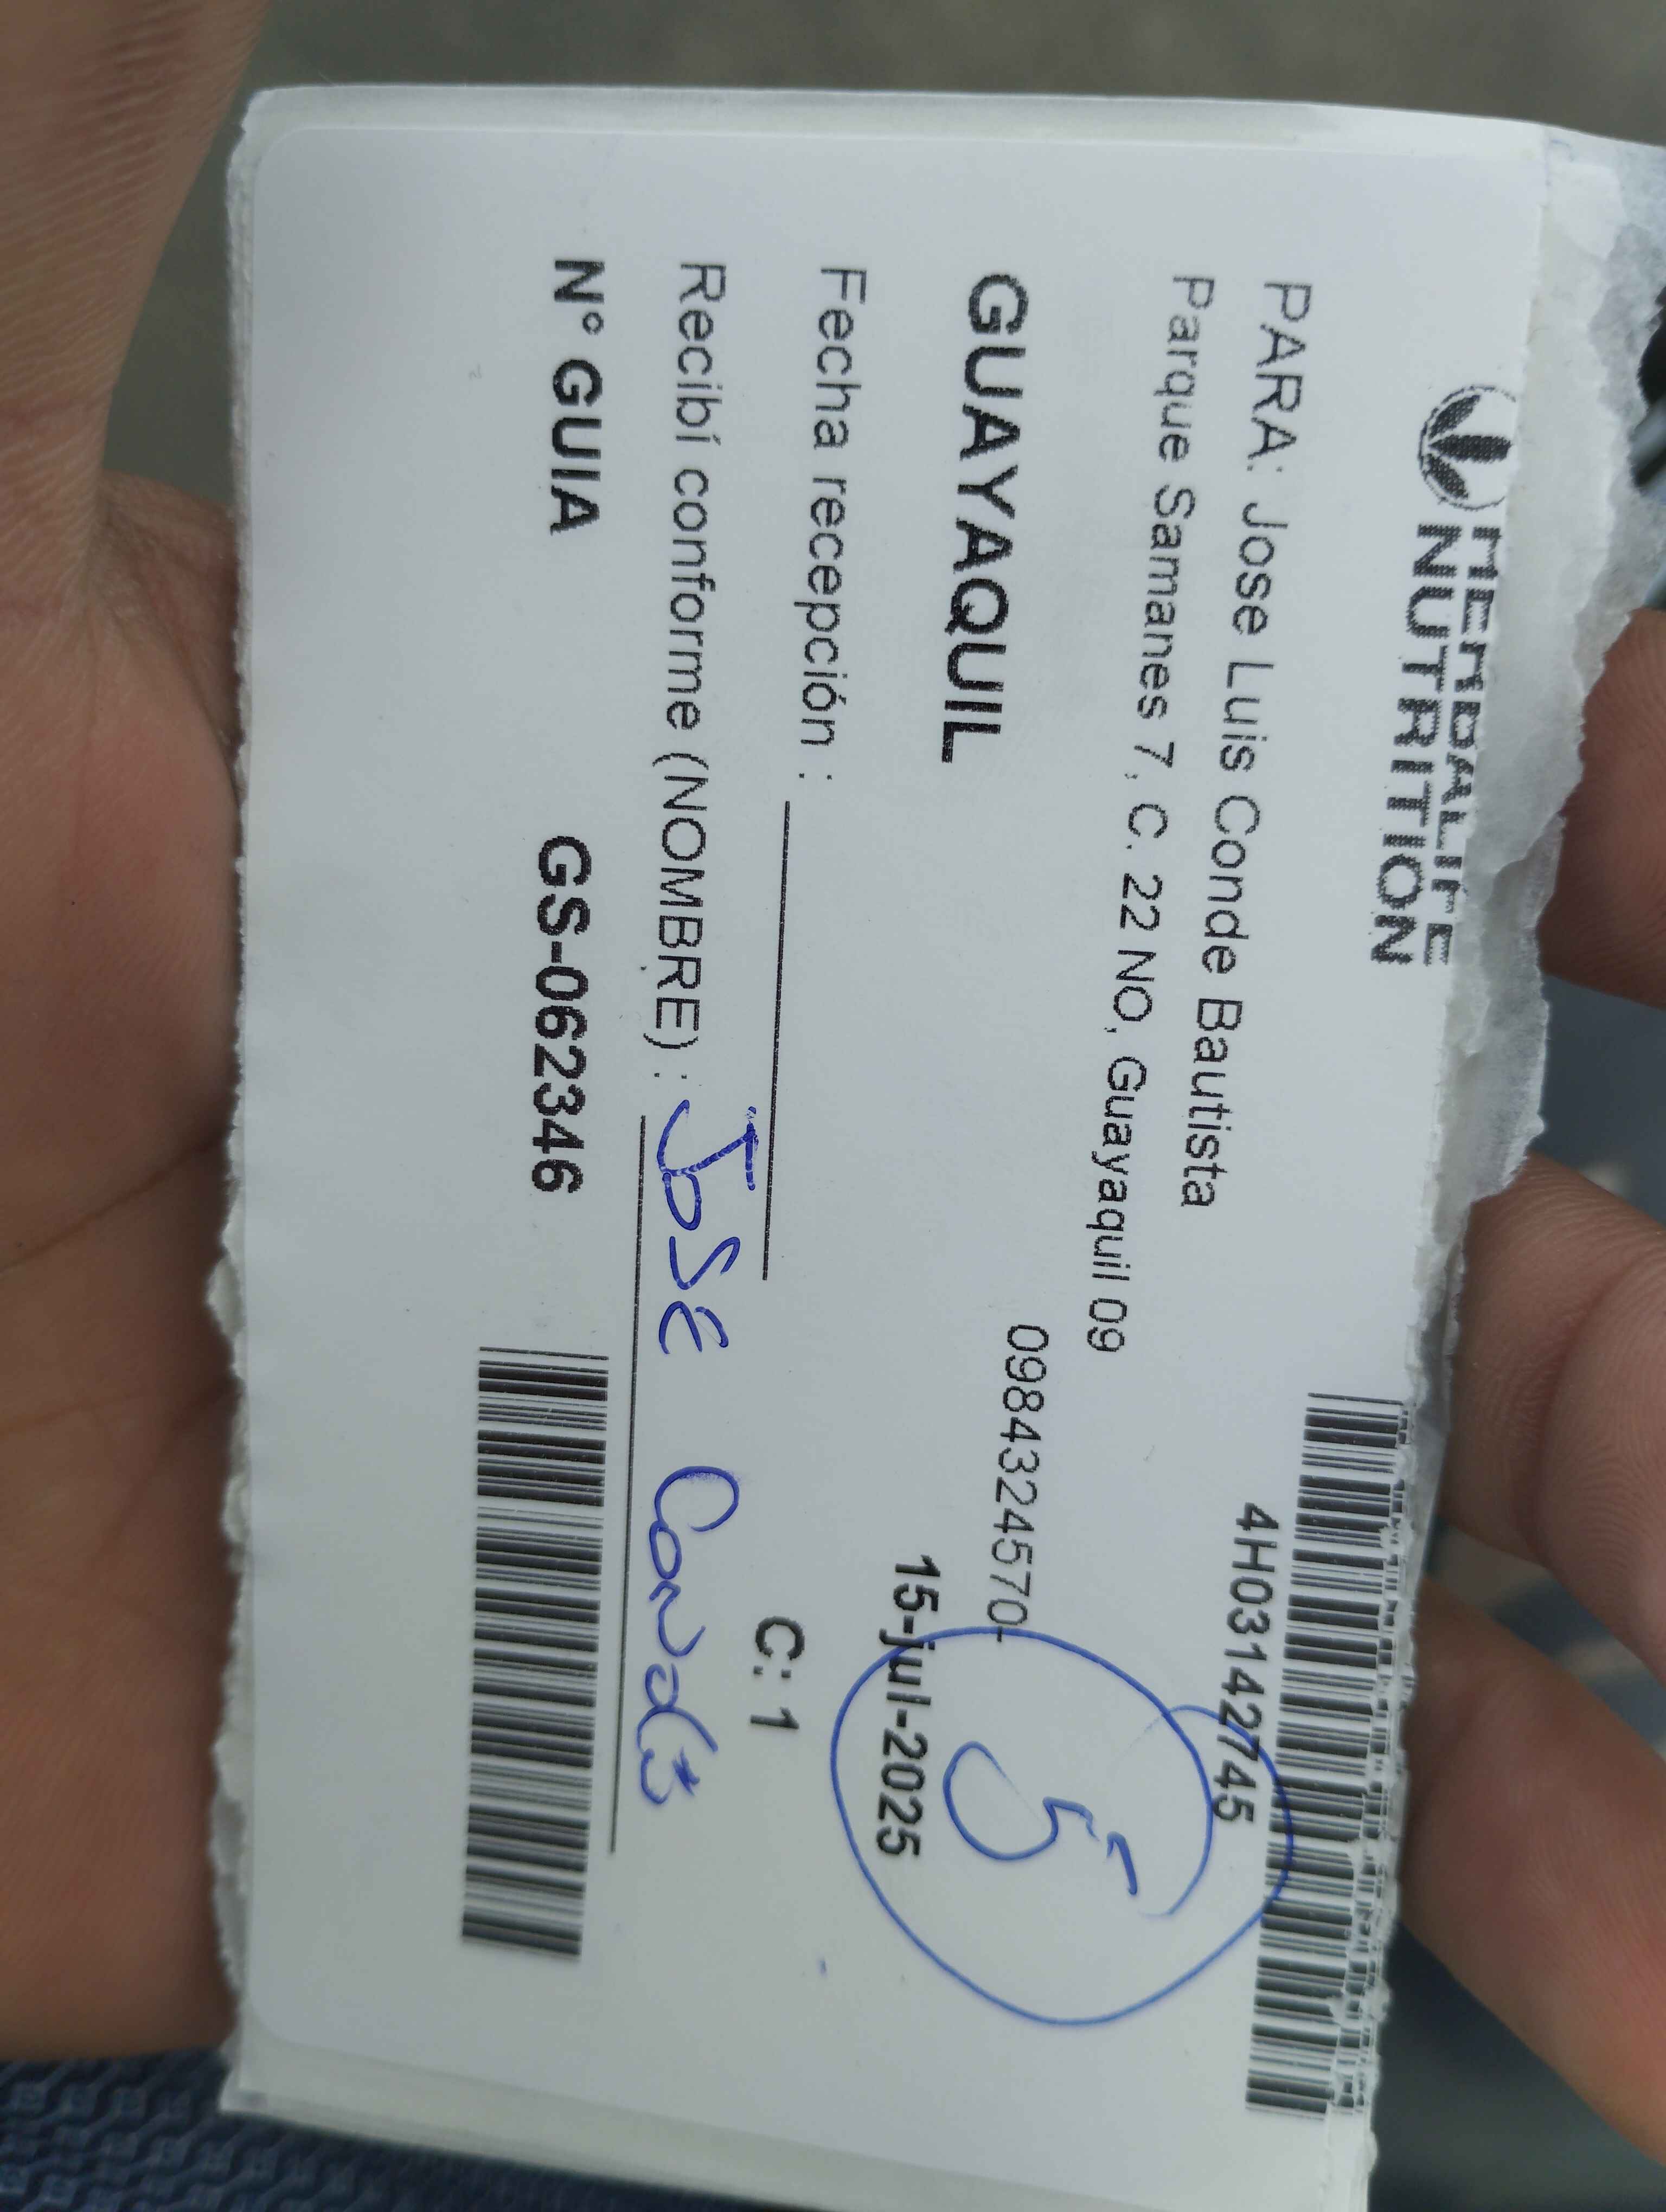 HERBALIFE
NUTRITION
4H03142745
PARA: Jose Luis Conde Bautista
Parque Samanes 7, C. 22 NO, Guayaquil 09
0984324570-
GUAYAQUIL
15-jul-2025
5
Fecha recepción :
C: 1
Recibí conforme (NOMBRE) : JOSE Conde
N° GUIA GS-062346